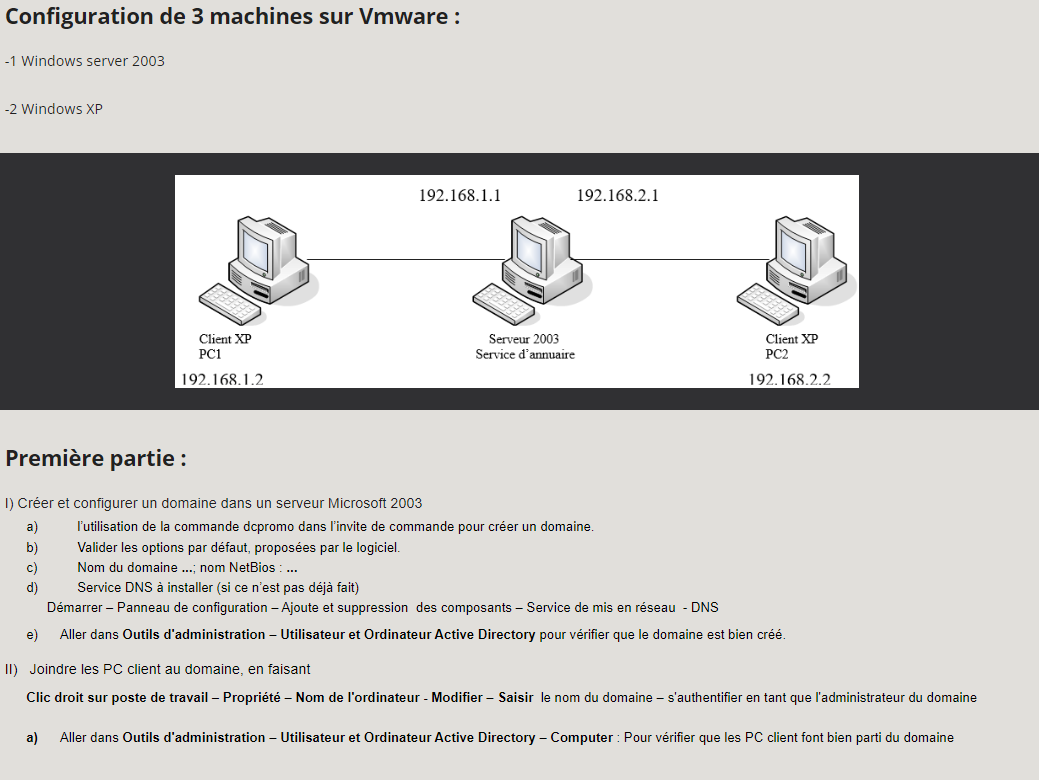 Configuration de 3 machines sur Vmware :
-1 Windows server 2003
-2 Windows XP
192.168.1.1 192.168.2.1
Client XP
PC1
Serveur 2003
Service d'annuaire
Client XP
PC2
192.168.1.2 192.168.2.2
Première partie :
I) Créer et configurer un domaine dans un serveur Microsoft 2003
a) l'utilisation de la commande dcpromo dans l'invite de commande pour créer un domaine.
b) Valider les options par défaut, proposées par le logiciel.
c) Nom du domaine ...; nom NetBios : ...
d) Service DNS à installer (si ce n'est pas déjà fait)
Démarrer – Panneau de configuration – Ajoute et suppression des composants – Service de mis en réseau - DNS
e) Aller dans Outils d'administration – Utilisateur et Ordinateur Active Directory pour vérifier que le domaine est bien créé.
II) Joindre les PC client au domaine, en faisant
Clic droit sur poste de travail – Propriété – Nom de l'ordinateur - Modifier – Saisir le nom du domaine – s'authentifier en tant que l'administrateur du domaine
a) Aller dans Outils d'administration – Utilisateur et Ordinateur Active Directory – Computer : Pour vérifier que les PC client font bien parti du domaine